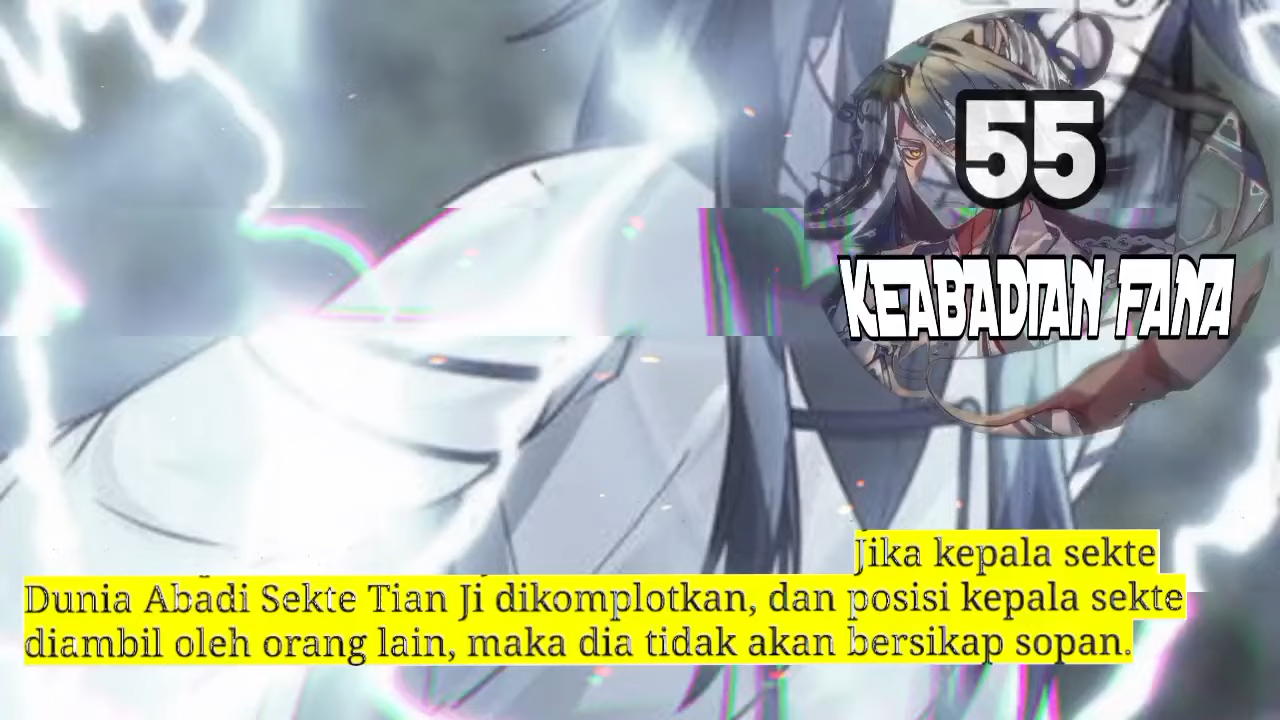 55
KEABADIAN FANA
Jika kepala sekte
Dunia Abadi Sekte Tian Ji dikomplotkan, dan posisi kepala sekte
diambil oleh orang lain, maka dia tidak akan bersikap sopan.